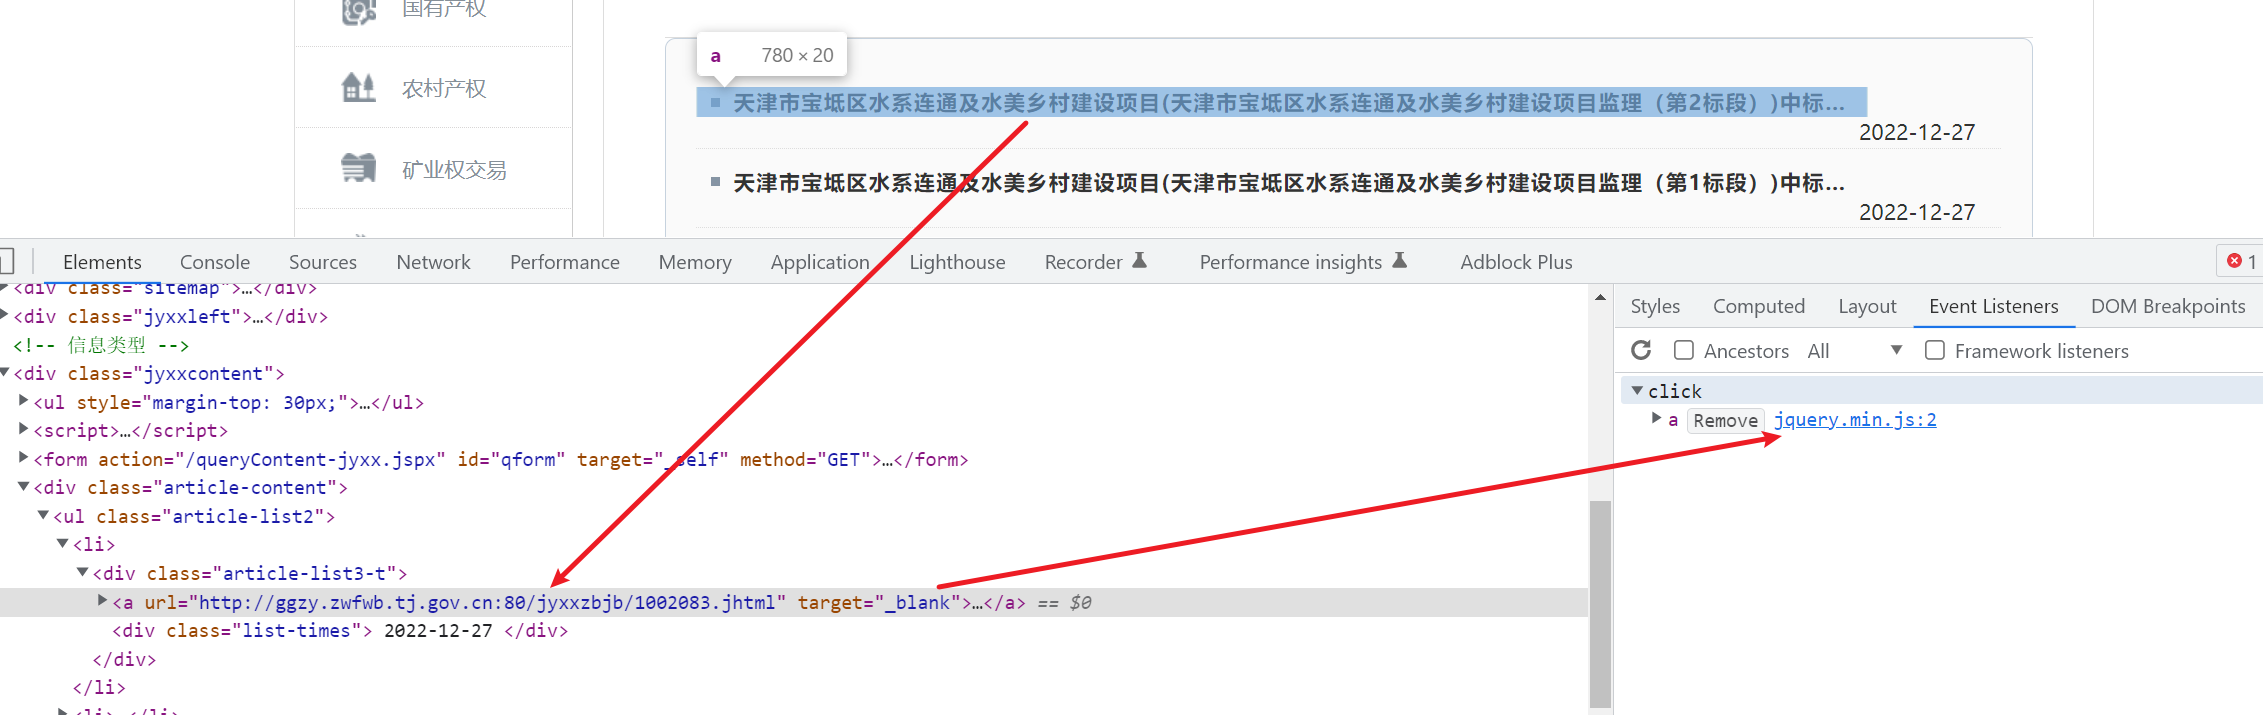 国有产权
农村产权
矿业权交易
a 780 × 20
天津市宝坻区水系连通及水美乡村建设项目(天津市宝坻区水系连通及水美乡村建设项目监理（第2标段）)中标...
2022-12-27
天津市宝坻区水系连通及水美乡村建设项目(天津市宝坻区水系连通及水美乡村建设项目监理（第1标段）)中标...
2022-12-27
Elements Console Sources Network Performance Memory Application Lighthouse Recorder Performance insights Adblock Plus 1
<div class="sitemap">…</div>
<div class="jyxxleft">…</div>
<!-- 信息类型 -->
<div class="jyxxcontent">
<ul style="margin-top: 30px;">…</ul>
<script>…</script>
<form action="/queryContent-jyxx.jspx" id="qform" target="_self" method="GET">…</form>
<div class="article-content">
<ul class="article-list2">
<li>
<div class="article-list3-t">
<a url="http://ggzy.zwfwb.tj.gov.cn:80/jyxxzbjb/1002083.jhtml" target="_blank">…</a> == $0
<div class="list-times"> 2022-12-27 </div>
</div>
</li>
<li>…</li>
Styles Computed Layout Event Listeners DOM Breakpoints
Ancestors All Framework listeners
click
a Remove jquery.min.js:2